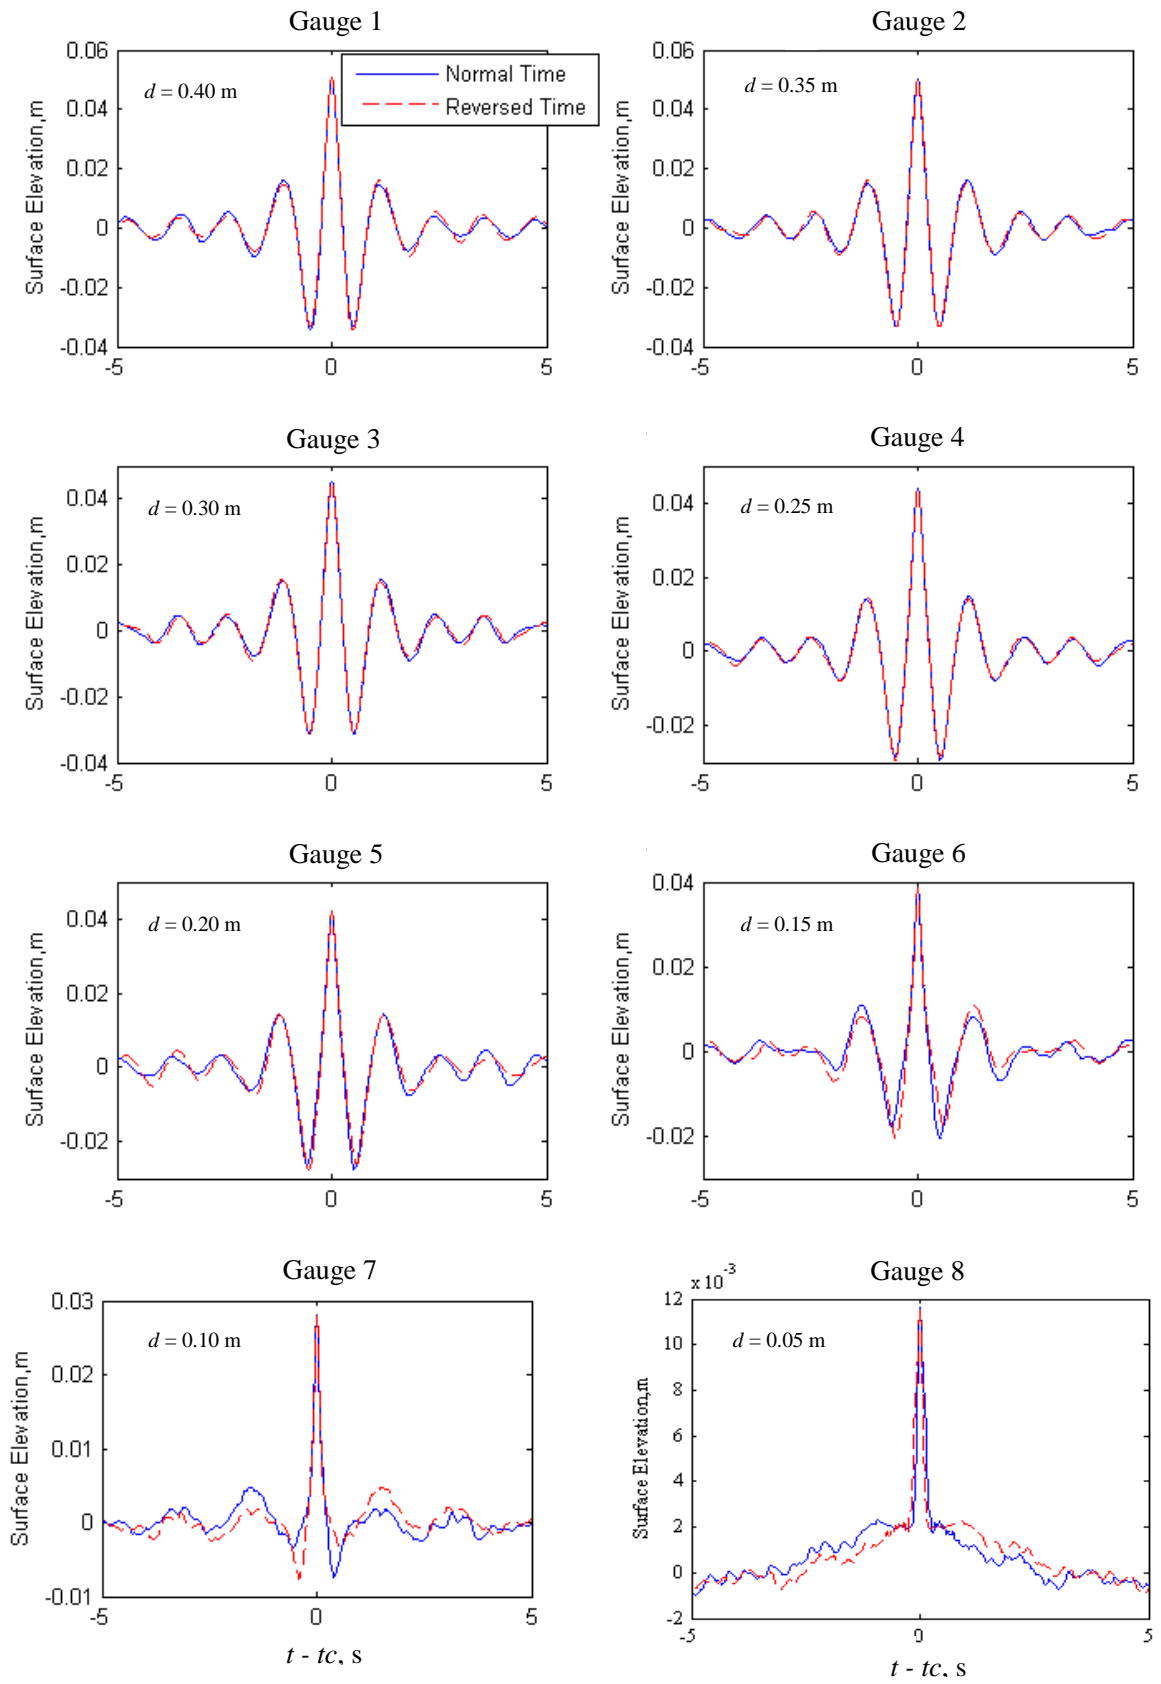 Gauge 1
0.06
0.04
0.02
0
-0.02
-0.04
-5
0
5
Surface Elevation,m
d = 0.40 m
Normal Time
Reversed Time
Gauge 2
0.06
0.04
0.02
0
-0.02
-0.04
-5
0
5
Surface Elevation,m
d = 0.35 m
Gauge 3
0.04
0.02
0
-0.02
-0.04
-5
0
5
Surface Elevation,m
d = 0.30 m
Gauge 4
0.04
0.02
0
-0.02
-5
0
5
Surface Elevation,m
d = 0.25 m
Gauge 5
0.04
0.02
0
-0.02
-5
0
5
Surface Elevation,m
d = 0.20 m
Gauge 6
0.04
0.02
0
-0.02
-5
0
5
Surface Elevation,m
d = 0.15 m
Gauge 7
0.03
0.02
0.01
0
-0.01
-5
0
5
Surface Elevation,m
d = 0.10 m
t - tc, s
Gauge 8
x 10-3
12
10
8
6
4
2
0
-2
-5
0
5
Surface Elevation,m
d = 0.05 m
t - tc, s